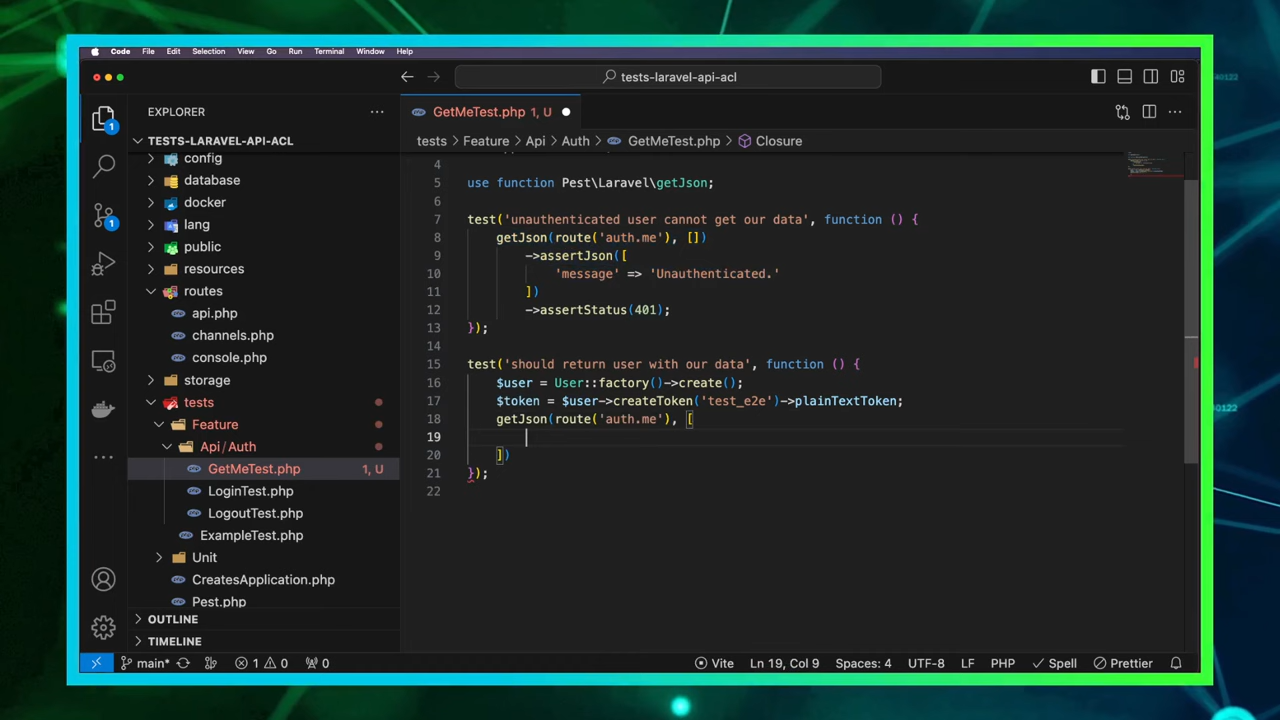 Code File Edit Selection View Go Run Terminal Window Help
tests-laravel-api-acl
EXPLORER
TESTS-LARAVEL-API-ACL
config
database
docker
lang
public
resources
routes
api.php
channels.php
console.php
storage
tests
Feature
Api/Auth
GetMeTest.php 1, U
LoginTest.php
LogoutTest.php
ExampleTest.php
Unit
CreatesApplication.php
Pest.php
OUTLINE
TIMELINE
1
1
GetMeTest.php 1, U
tests > Feature > Api > Auth > GetMeTest.php > Closure
4
5 use function Pest\Laravel\getJson;
6
7 test('unauthenticated user cannot get our data', function () {
8 getJson(route('auth.me'), [])
9 ->assertJson([
10 'message' => 'Unauthenticated.'
11 ])
12 ->assertStatus(401);
13 });
14
15 test('should return user with our data', function () {
16 $user = User::factory()->create();
17 $token = $user->createToken('test_e2e')->plainTextToken;
18 getJson(route('auth.me'), [
19
20 ])
21 });
22
main* 1 0 0 Vite Ln 19, Col 9 Spaces: 4 UTF-8 LF PHP Spell Prettier